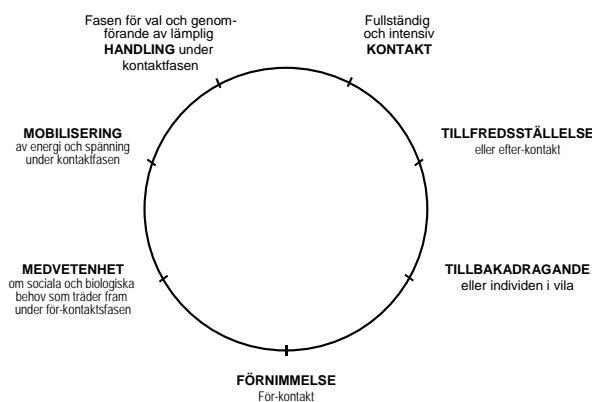 Fasen för val och genom-
förande av lämplig
HANDLING under
kontaktfasen
Fullständig
och intensiv
KONTAKT
MOBILISERING
av energi och spänning
under kontaktfasen
TILLFREDSSTÄLLELSE
eller efter-kontakt
MEDVETENHET
om sociala och biologiska
behov som träder fram
under för-kontaktsfasen
TILLBAKADRAGANDE
eller individen i vila
FÖRNIMMELSE
För-kontakt